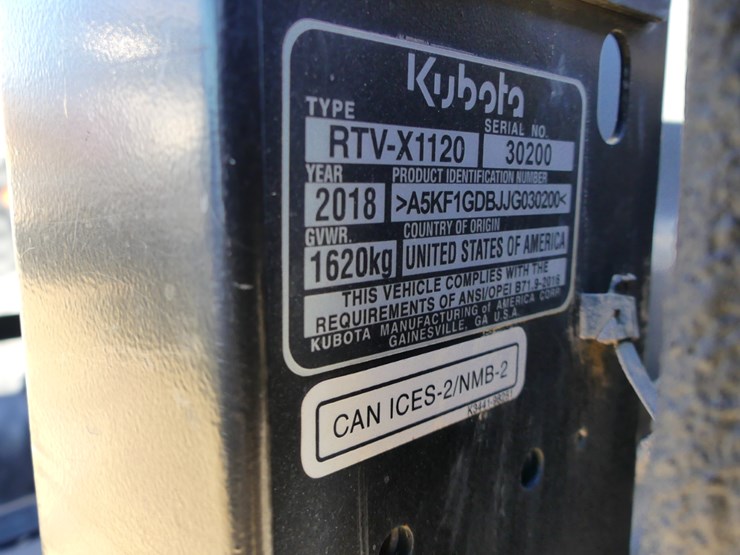 Kubota
TYPE
SERIAL NO.
RTV-X1120
30200
YEAR
PRODUCT IDENTIFICATION NUMBER
2018
>A5KF1GDBJJG030200<
GVWR.
COUNTRY OF ORIGIN
1620kg
UNITED STATES OF AMERICA
THIS VEHICLE COMPLIES WITH THE
REQUIREMENTS OF ANSI/OPEI B71.9-2016
KUBOTA MANUFACTURING of AMERICA CORP
GAINESVILLE, GA U.S.A.
CAN ICES-2/NMB-2